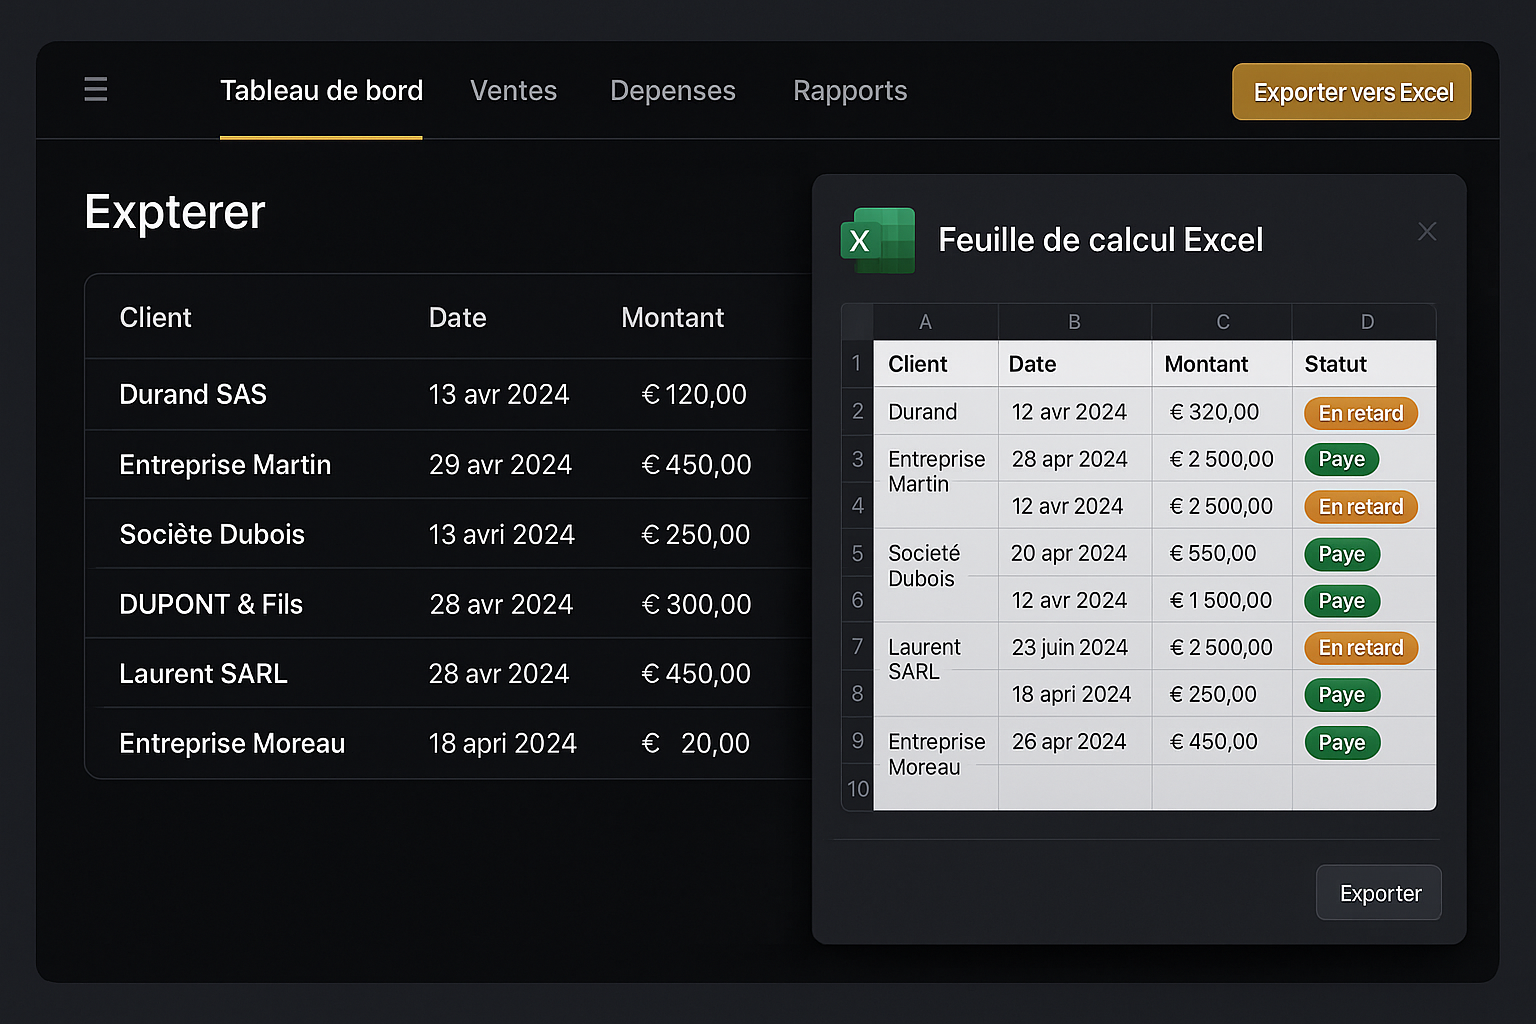 Tableau de bord Ventes Depenses Rapports Exporter vers Excel
Expterer
Client Date Montant
Durand SAS 13 avr 2024 € 120,00
Entreprise Martin 29 avr 2024 € 450,00
Sociète Dubois 13 avri 2024 € 250,00
DUPONT & Fils 28 avr 2024 € 300,00
Laurent SARL 28 avr 2024 € 450,00
Entreprise Moreau 18 apri 2024 € 20,00
X Feuille de calcul Excel
A B C D
1 Client Date Montant Statut
2 Durand 12 avr 2024 € 320,00 En retard
3 Entreprise 28 apr 2024 € 2 500,00 Paye
Martin
4 12 avr 2024 € 2 500,00 En retard
5 Societé 20 apr 2024 € 550,00 Paye
Dubois
6 12 avr 2024 € 1 500,00 Paye
7 Laurent 23 juin 2024 € 2 500,00 En retard
SARL
8 18 apri 2024 € 250,00 Paye
9 Entreprise 26 apr 2024 € 450,00 Paye
Moreau
10
Exporter